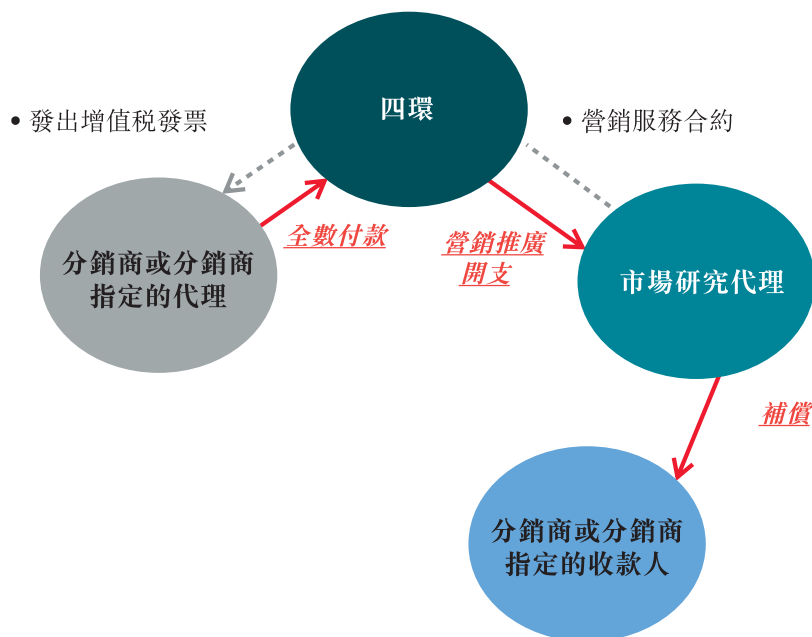 四環
• 發出增值税發票
• 營銷服務合約
全數付款
分銷商或分銷商
指定的代理
營銷推廣
開支
市場研究代理
補償
分銷商或分銷商
指定的收款人